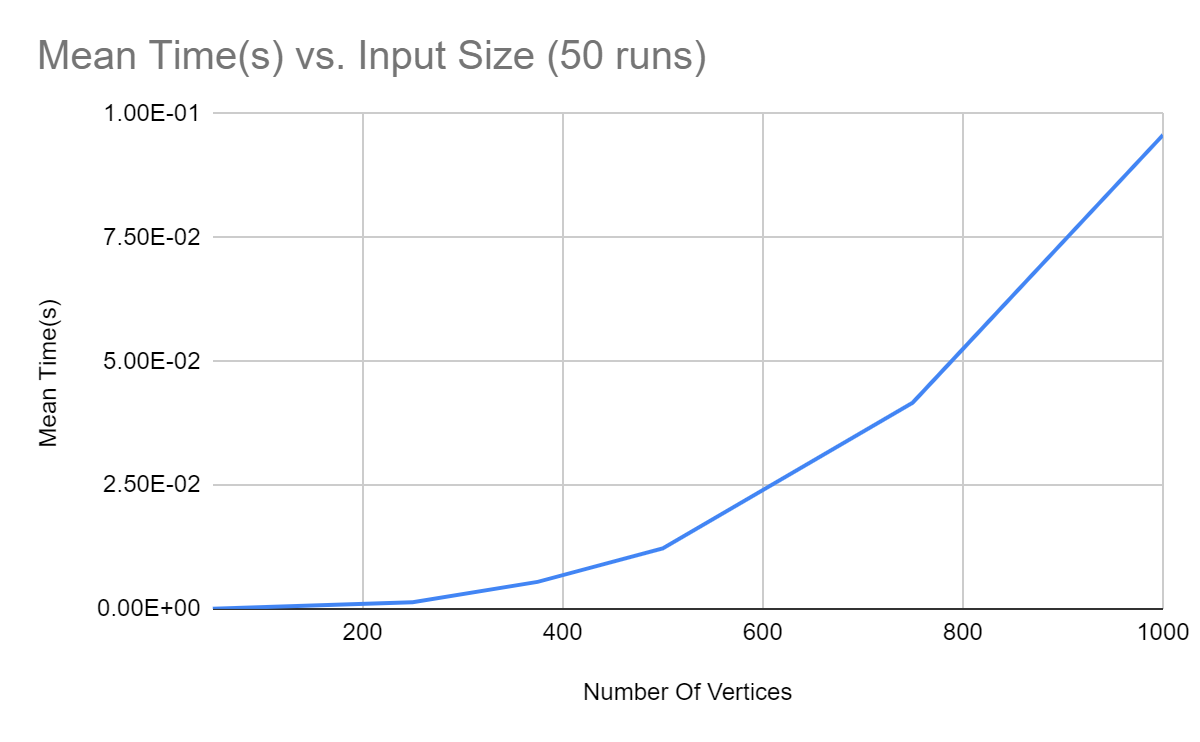 Mean Time(s) vs. Input Size (50 runs)
1.00E-01
7.50E-02
5.00E-02
2.50E-02
0.00E+00
Mean Time(s)
200 400 600 800 1000
Number Of Vertices